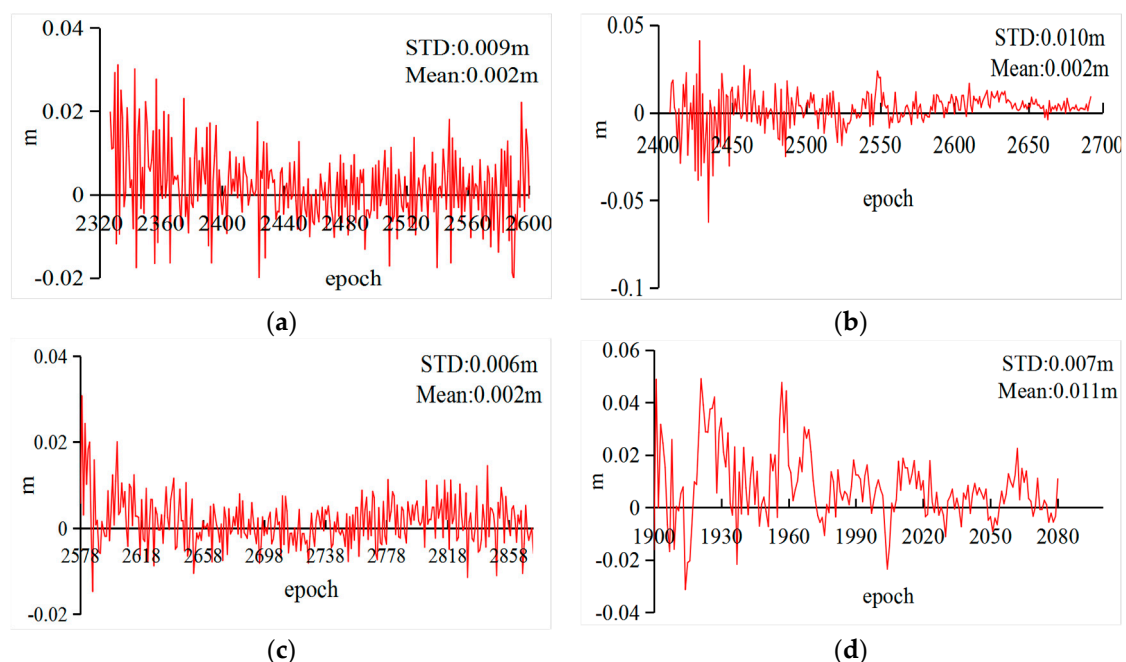 0.04
STD:0.009m
Mean:0.002m
0.02
m
0
2320 2360 2400 2440 2480 2520 2560 2600
-0.02
epoch
(a)
0.05
STD:0.010m
Mean:0.002m
m
0
2400 2450 2500 2550 2600 2650 2700
-0.05
epoch
-0.1
(b)
0.04
STD:0.006m
Mean:0.002m
0.02
m
0
2578 2618 2658 2698 2738 2778 2818 2858
epoch
-0.02
(c)
0.06
STD:0.007m
Mean:0.011m
0.04
0.02
m
0
1900 1930 1960 1990 2020 2050 2080
-0.02
epoch
-0.04
(d)